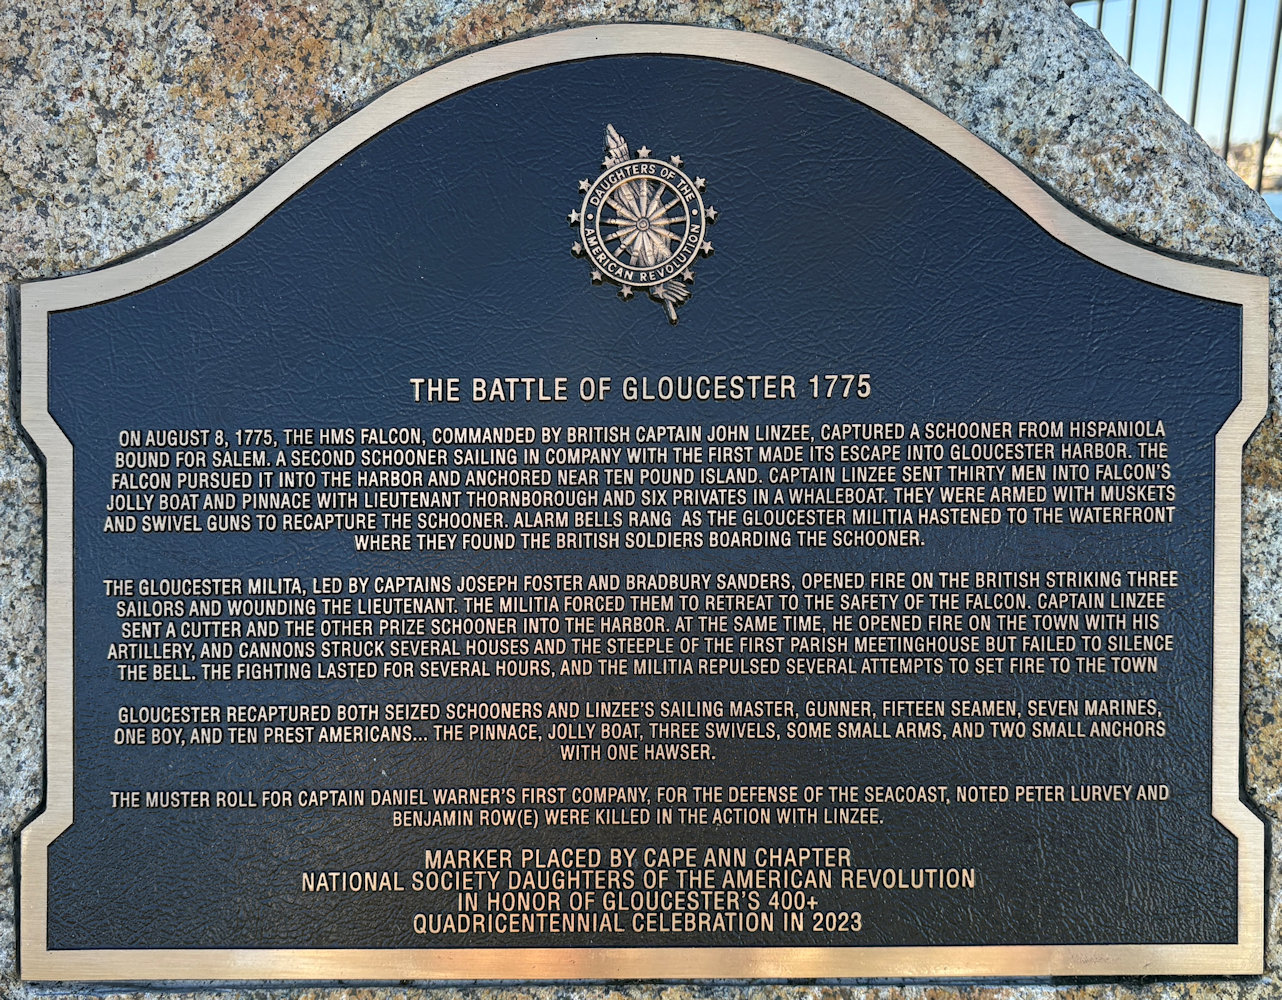 DAUGHTERS OF THE
AMERICAN REVOLUTION
THE BATTLE OF GLOUCESTER 1775
ON AUGUST 8, 1775, THE HMS FALCON, COMMANDED BY BRITISH CAPTAIN JOHN LINZEE, CAPTURED A SCHOONER FROM HISPANIOLA
BOUND FOR SALEM. A SECOND SCHOONER SAILING IN COMPANY WITH THE FIRST MADE ITS ESCAPE INTO GLOUCESTER HARBOR. THE
FALCON PURSUED IT INTO THE HARBOR AND ANCHORED NEAR TEN POUND ISLAND. CAPTAIN LINZEE SENT THIRTY MEN INTO FALCON'S
JOLLY BOAT AND PINNACE WITH LIEUTENANT THORNBOROUGH AND SIX PRIVATES IN A WHALEBOAT. THEY WERE ARMED WITH MUSKETS
AND SWIVEL GUNS TO RECAPTURE THE SCHOONER. ALARM BELLS RANG AS THE GLOUCESTER MILITIA HASTENED TO THE WATERFRONT
WHERE THEY FOUND THE BRITISH SOLDIERS BOARDING THE SCHOONER.
THE GLOUCESTER MILITA, LED BY CAPTAINS JOSEPH FOSTER AND BRADBURY SANDERS, OPENED FIRE ON THE BRITISH STRIKING THREE
SAILORS AND WOUNDING THE LIEUTENANT. THE MILITIA FORCED THEM TO RETREAT TO THE SAFETY OF THE FALCON. CAPTAIN LINZEE
SENT A CUTTER AND THE OTHER PRIZE SCHOONER INTO THE HARBOR. AT THE SAME TIME, HE OPENED FIRE ON THE TOWN WITH HIS
ARTILLERY, AND CANNONS STRUCK SEVERAL HOUSES AND THE STEEPLE OF THE FIRST PARISH MEETINGHOUSE BUT FAILED TO SILENCE
THE BELL. THE FIGHTING LASTED FOR SEVERAL HOURS, AND THE MILITIA REPULSED SEVERAL ATTEMPTS TO SET FIRE TO THE TOWN
GLOUCESTER RECAPTURED BOTH SEIZED SCHOONERS AND LINZEE'S SAILING MASTER, GUNNER, FIFTEEN SEAMEN, SEVEN MARINES,
ONE BOY, AND TEN PREST AMERICANS... THE PINNACE, JOLLY BOAT, THREE SWIVELS, SOME SMALL ARMS, AND TWO SMALL ANCHORS
WITH ONE HAWSER.
THE MUSTER ROLL FOR CAPTAIN DANIEL WARNER'S FIRST COMPANY, FOR THE DEFENSE OF THE SEACOAST, NOTED PETER LURVEY AND
BENJAMIN ROW(E) WERE KILLED IN THE ACTION WITH LINZEE.
MARKER PLACED BY CAPE ANN CHAPTER
NATIONAL SOCIETY DAUGHTERS OF THE AMERICAN REVOLUTION
IN HONOR OF GLOUCESTER'S 400+
QUADRICENTENNIAL CELEBRATION IN 2023